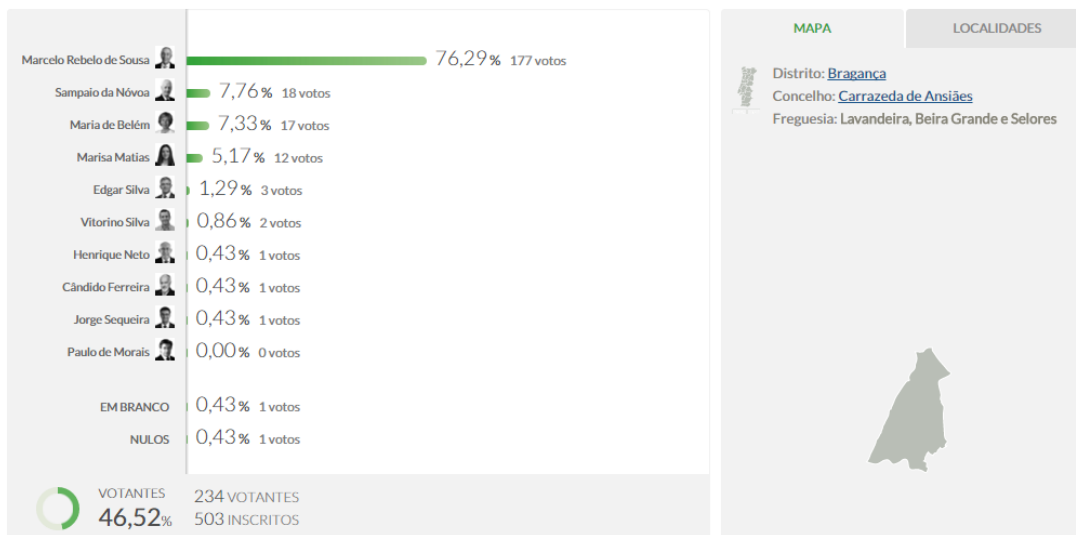 Marcelo Rebelo de Sousa 76,29% 177 votos
Sampaio da Nóvoa 7,76% 18 votos
Maria de Belém 7,33% 17 votos
Marisa Matias 5,17% 12 votos
Edgar Silva 1,29% 3 votos
Vitorino Silva 0,86% 2 votos
Henrique Neto 0,43% 1 votos
Cândido Ferreira 0,43% 1 votos
Jorge Sequeira 0,43% 1 votos
Paulo de Morais 0,00% 0 votos
EM BRANCO 0,43% 1 votos
NULOS 0,43% 1 votos
VOTANTES
46,52%
234 VOTANTES
503 INSCRITOS
MAPA
LOCALIDADES
Distrito: Bragança
Concelho: Carrazeda de Ansiães
Freguesia: Lavandeira, Beira Grande e Selores